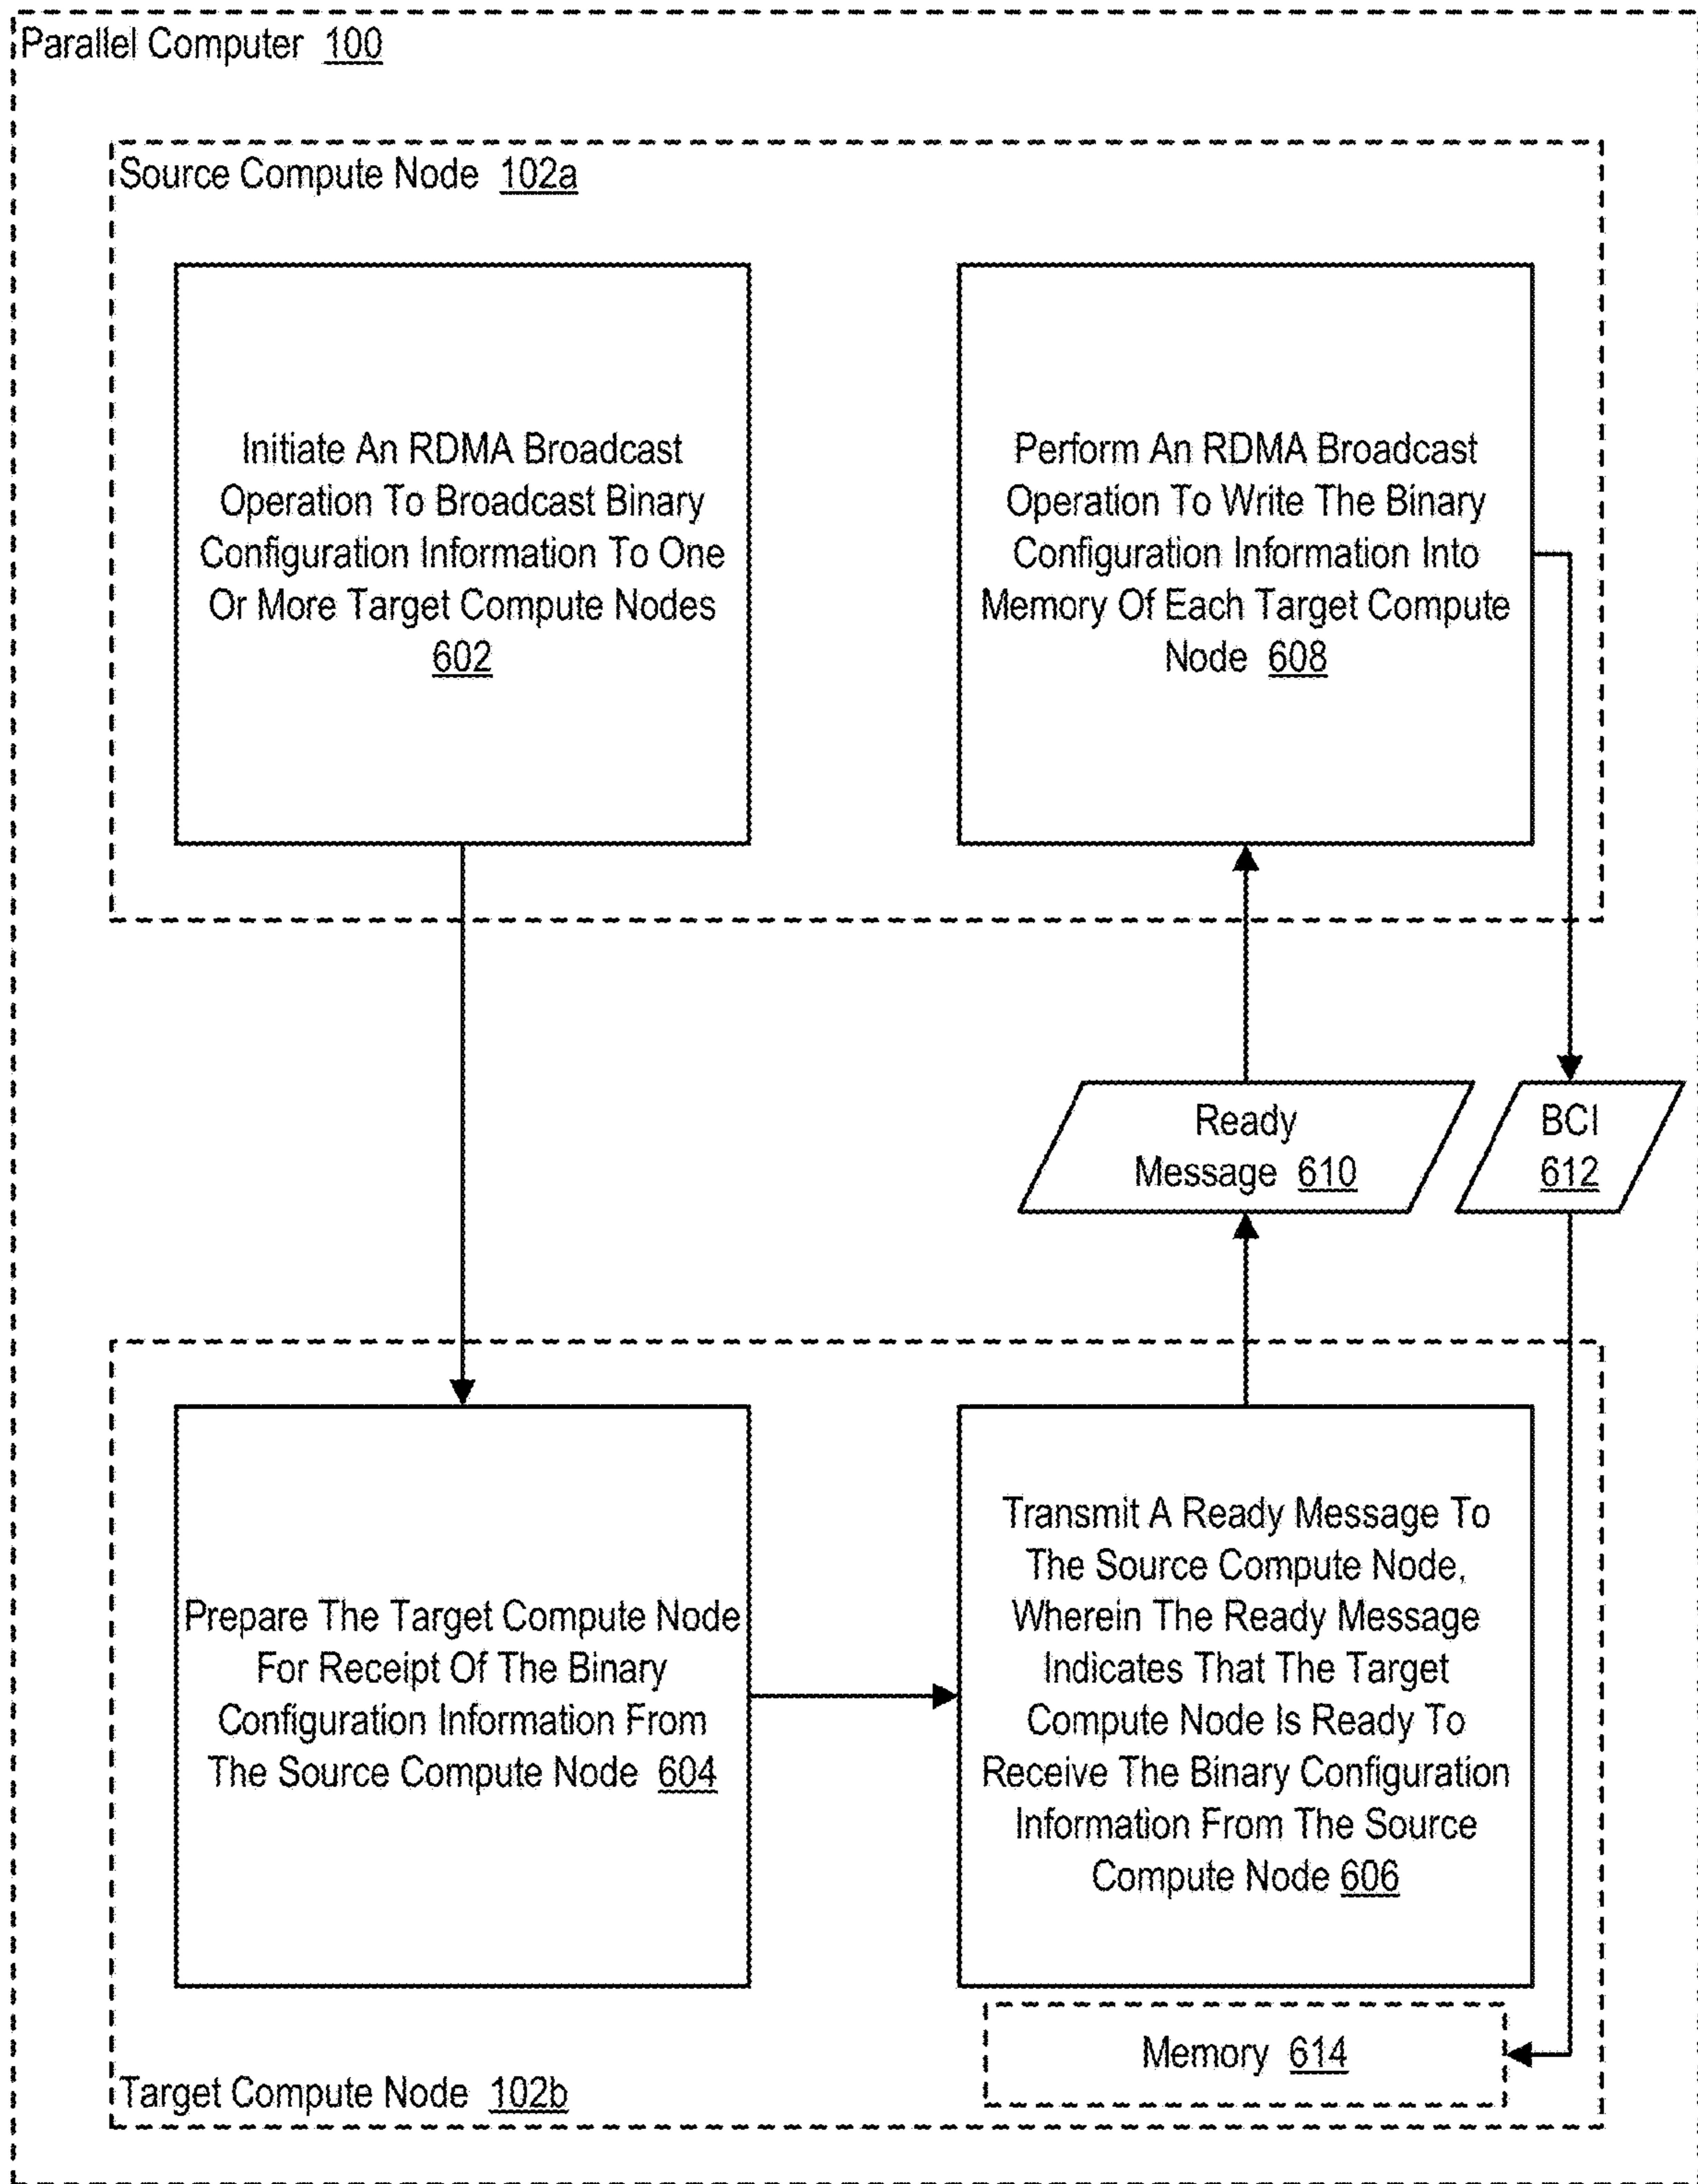 Parallel Computer 100
Source Compute Node 102a
Initiate An RDMA Broadcast
Operation To Broadcast Binary
Configuration Information To One
Or More Target Compute Nodes
602
Perform An RDMA Broadcast
Operation To Write The Binary
Configuration Information Into
Memory Of Each Target Compute
Node 608
Ready
Message 610
BCI
612
Prepare The Target Compute Node
For Receipt Of The Binary
Configuration Information From
The Source Compute Node 604
Transmit A Ready Message To
The Source Compute Node,
Wherein The Ready Message
Indicates That The Target
Compute Node Is Ready To
Receive The Binary Configuration
Information From The Source
Compute Node 606
Memory 614
Target Compute Node 102b